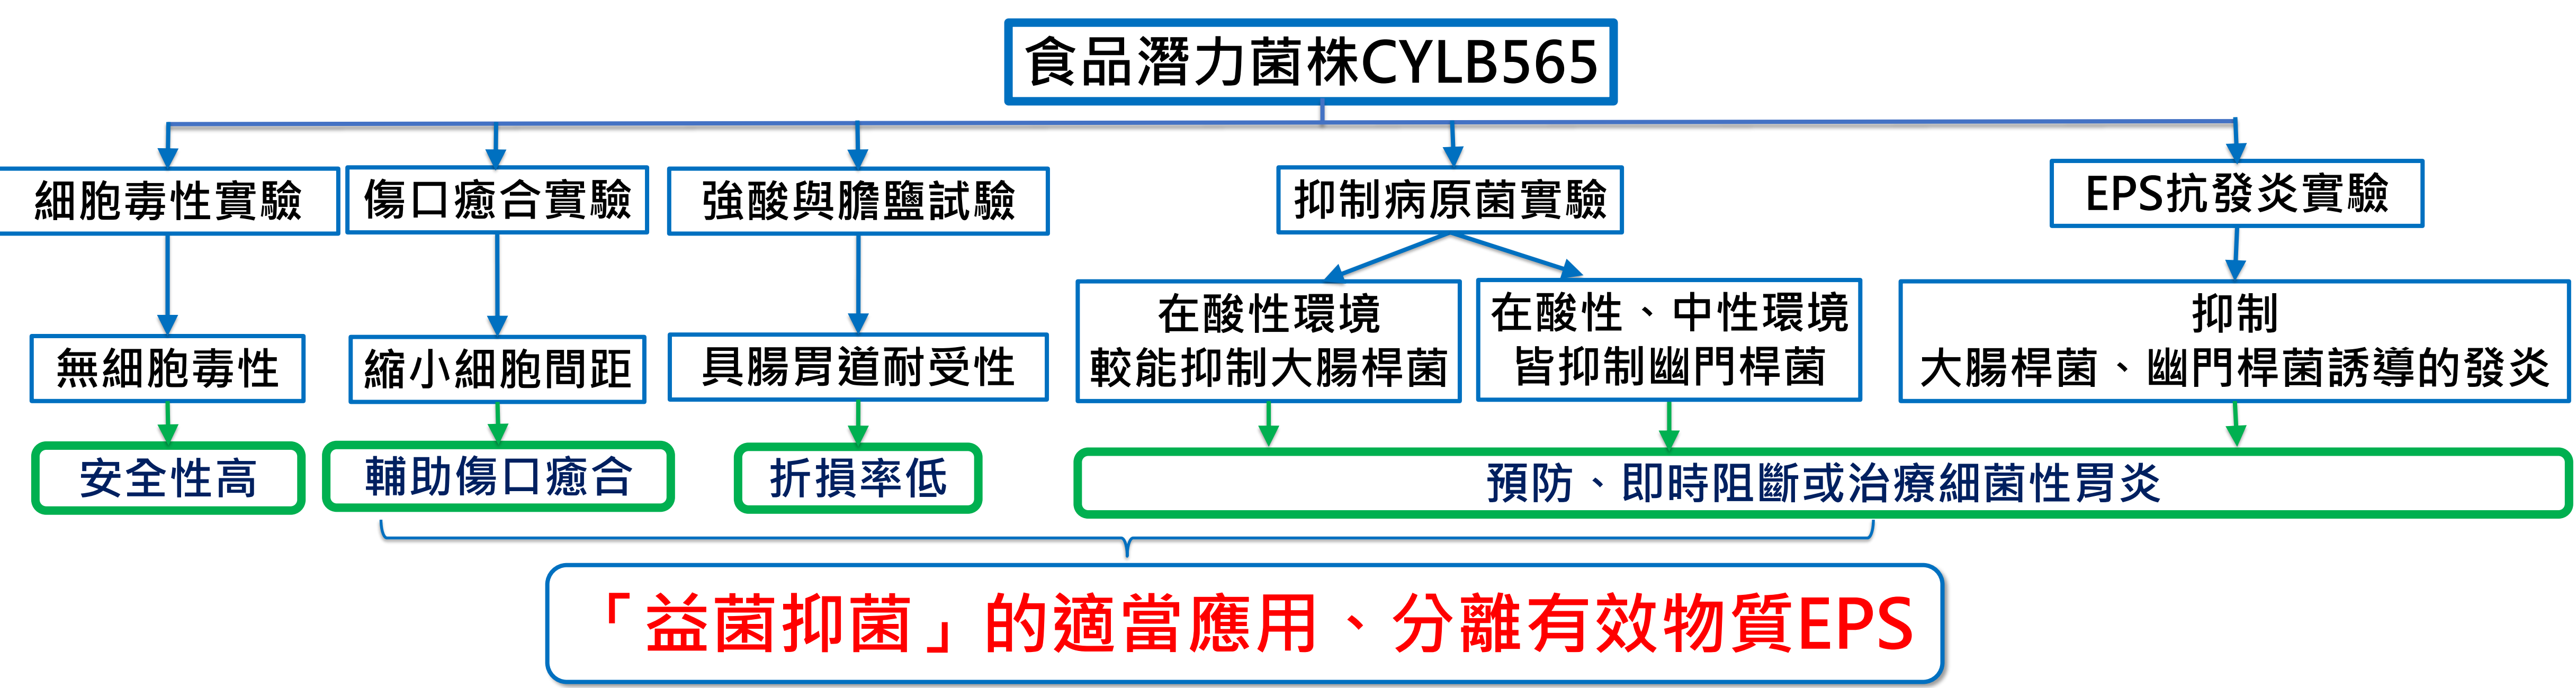 食品潛力菌株CYLB565
細胞毒性實驗
傷口癒合實驗
強酸與膽鹽試驗
抑制病原菌實驗
EPS抗發炎實驗
無細胞毒性
縮小細胞間距
具腸胃道耐受性
在酸性環境
較能抑制大腸桿菌
在酸性、中性環境
皆抑制幽門桿菌
抑制
大腸桿菌、幽門桿菌誘導的發炎
安全性高
輔助傷口癒合
折損率低
預防、即時阻斷或治療細菌性胃炎
「益菌抑菌」的適當應用、分離有效物質EPS